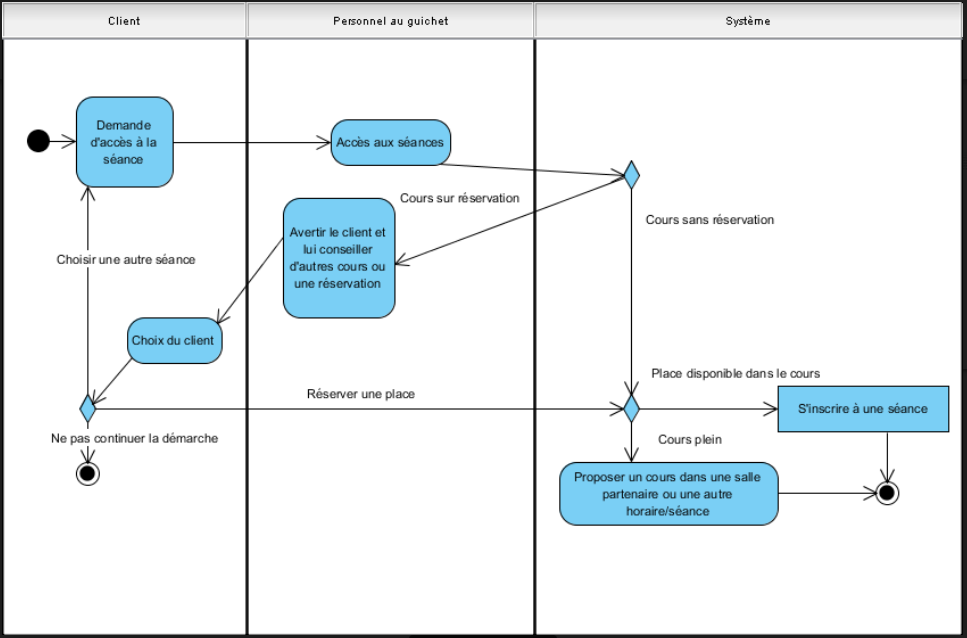 Client
Personnel au guichet
Système
Demande
d'accès à la
séance
Accès aux séances
Cours sur réservation
Cours sans réservation
Avertir le client et
lui conseiller
d'autres cours ou
une réservation
Choisir une autre séance
Choix du client
Place disponible dans le cours
Réserver une place
S'inscrire à une séance
Ne pas continuer la démarche
Cours plein
Proposer un cours dans une salle
partenaire ou une autre
horaire/séance